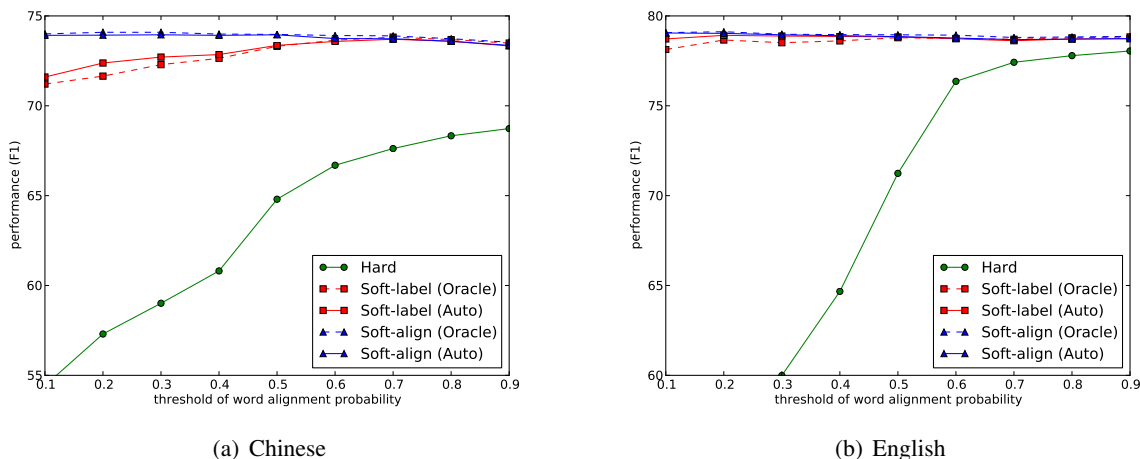 75
70
65
60
55
performance (F1)
0.1 0.2 0.3 0.4 0.5 0.6 0.7 0.8 0.9
threshold of word alignment probability
Hard
Soft-label (Oracle)
Soft-label (Auto)
Soft-align (Oracle)
Soft-align (Auto)
(a) Chinese
80
75
70
65
60
performance (F1)
0.1 0.2 0.3 0.4 0.5 0.6 0.7 0.8 0.9
threshold of word alignment probability
Hard
Soft-label (Oracle)
Soft-label (Auto)
Soft-align (Oracle)
Soft-align (Auto)
(b) English